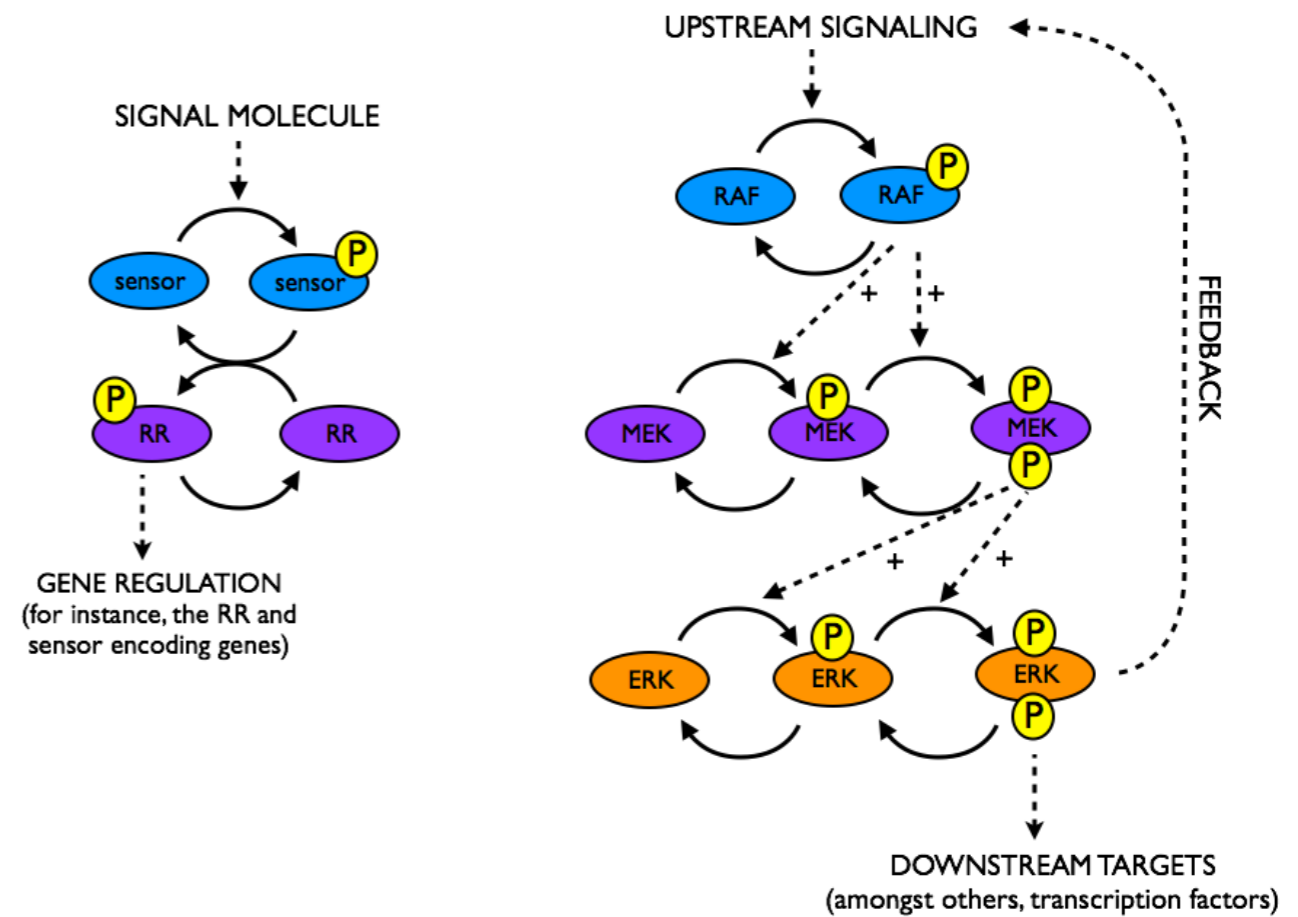 SIGNAL MOLECULE
sensor
sensor
P
P
RR
RR
GENE REGULATION
(for instance, the RR and
sensor encoding genes)
UPSTREAM SIGNALING
RAF
RAF
P
+
+
MEK
P
MEK
P
MEK
P
+
+
ERK
P
ERK
P
ERK
P
FEEDBACK
DOWNSTREAM TARGETS
(amongst others, transcription factors)